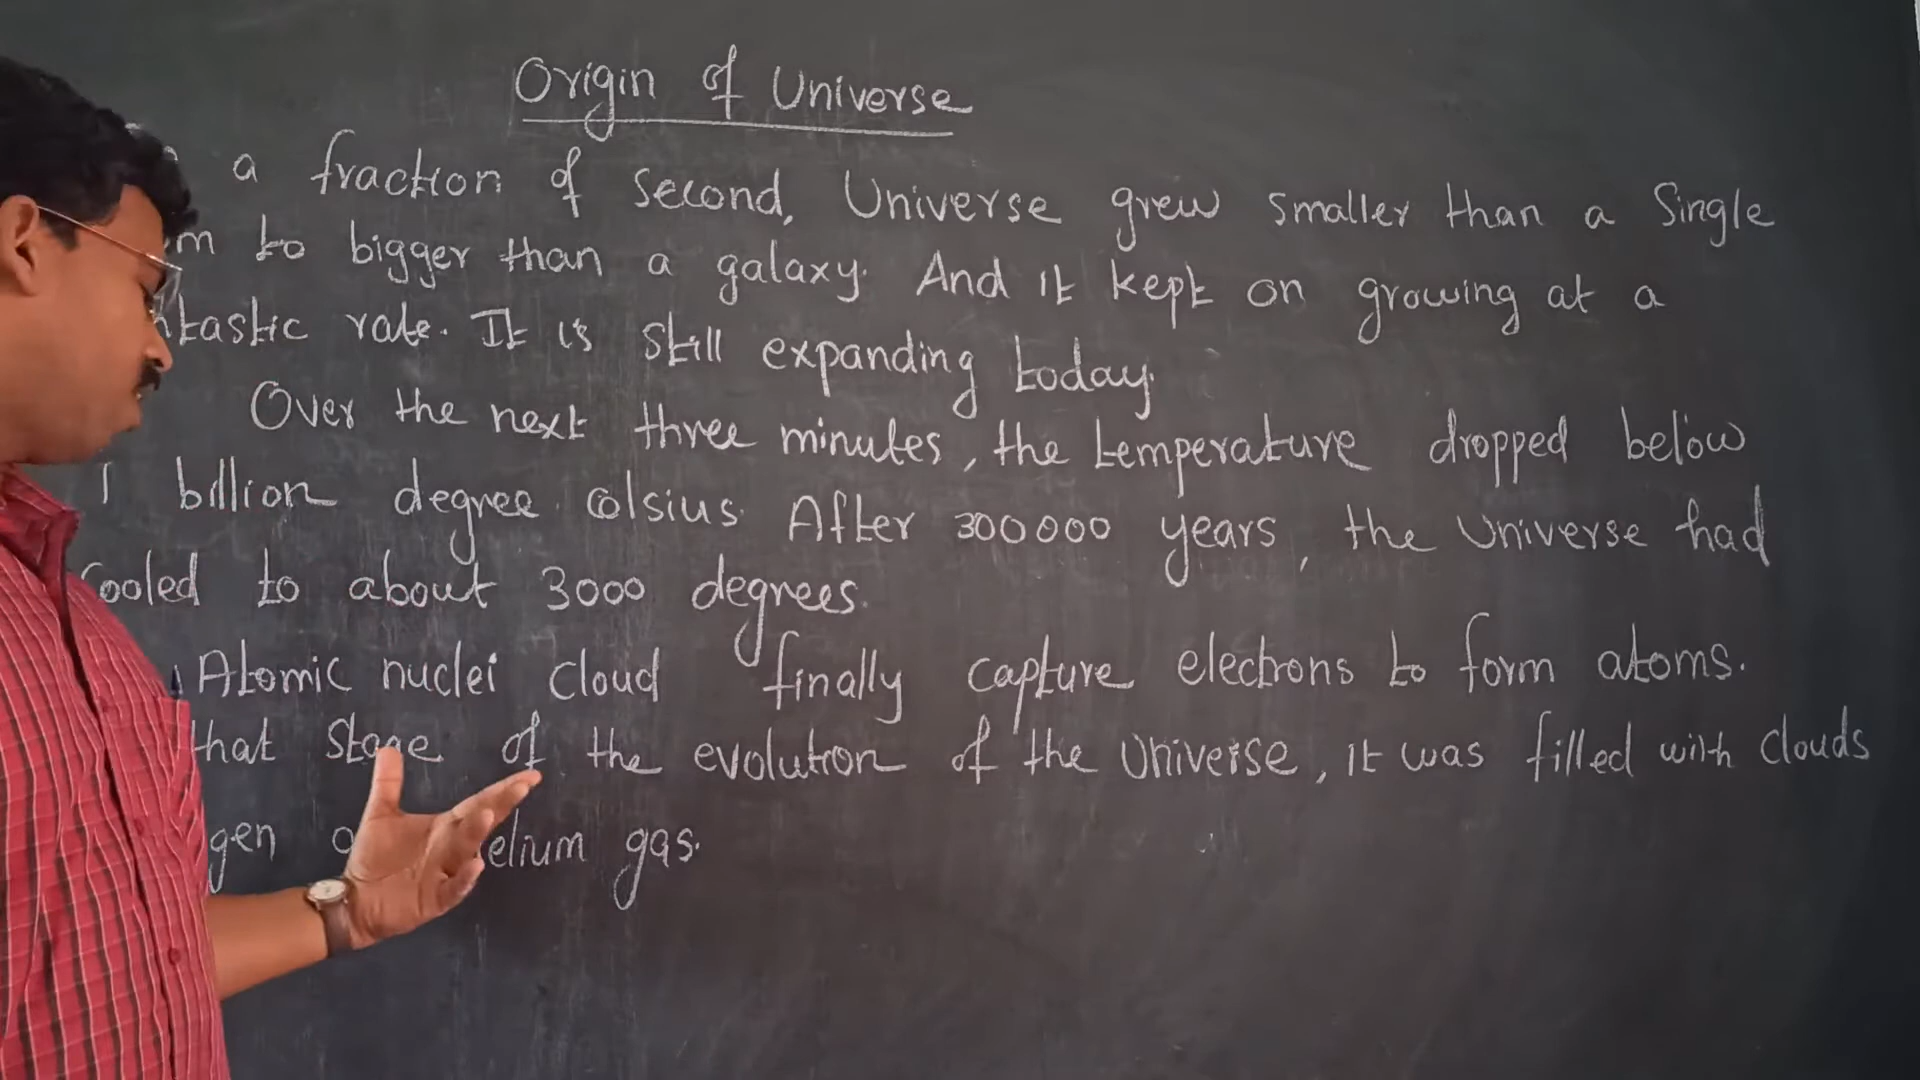 Origin of Universe
a fraction of second, Universe grew smaller than a Single
to bigger than a galaxy. And it kept on growing at a
rate. It is still expanding today.
Over the next three minutes, the temperature dropped below
1 billion degree Colsius. After 300000 years, the Universe had
Cooled to about 3000 degrees.
Atomic nuclei cloud finally capture electrons to form atoms.
that stage of the evolution of the Universe, it was filled with clouds
gas.